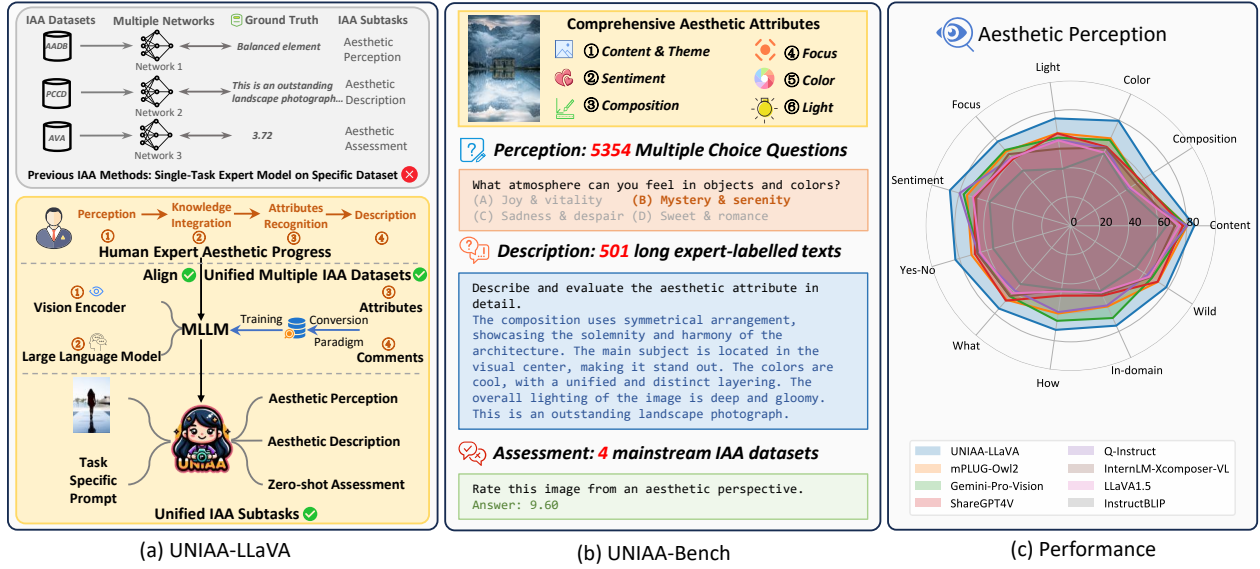 IAA Datasets Multiple Networks Ground Truth IAA Subtasks
AADB
Network 1
Balanced element
Aesthetic
Perception
PCCD
Network 2
This is an outstanding
landscape photograph...
Aesthetic
Description
AVA
Network 3
3.72
Aesthetic
Assessment
Previous IAA Methods: Single-Task Expert Model on Specific Dataset
Perception
Knowledge
Integration
Attributes
Recognition
Description
① ② ③ ④
Human Expert Aesthetic Progress
Align
Unified Multiple IAA Datasets
①
Vision Encoder
②
Large Language Model
MLLM
Training
Conversion
Paradigm
③
Attributes
④
Comments
Task
Specific
Prompt
UNIAA
Aesthetic Perception
Aesthetic Description
Zero-shot Assessment
Unified IAA Subtasks
(a) UNIAA-LLaVA
Comprehensive Aesthetic Attributes
① Content & Theme
② Sentiment
③ Composition
④ Focus
⑤ Color
⑥ Light
Perception: 5354 Multiple Choice Questions
What atmosphere can you feel in objects and colors?
(A) Joy & vitality (B) Mystery & serenity
(C) Sadness & despair (D) Sweet & romance
Description: 501 long expert-labelled texts
Describe and evaluate the aesthetic attribute in
detail.
The composition uses symmetrical arrangement,
showcasing the solemnity and harmony of the
architecture. The main subject is located in the
visual center, making it stand out. The colors are
cool, with a unified and distinct layering. The
overall lighting of the image is deep and gloomy.
This is an outstanding landscape photograph.
Assessment: 4 mainstream IAA datasets
Rate this image from an aesthetic perspective.
Answer: 9.60
(b) UNIAA-Bench
Aesthetic Perception
Light
Color
Focus
Composition
Sentiment
0 20 40 60 80
Content
Yes-No
Wild
What
In-domain
How
UNIAA-LLaVA
mPLUG-Owl2
Gemini-Pro-Vision
ShareGPT4V
Q-Instruct
InternLM-Xcomposer-VL
LLaVA1.5
InstructBLIP
(c) Performance